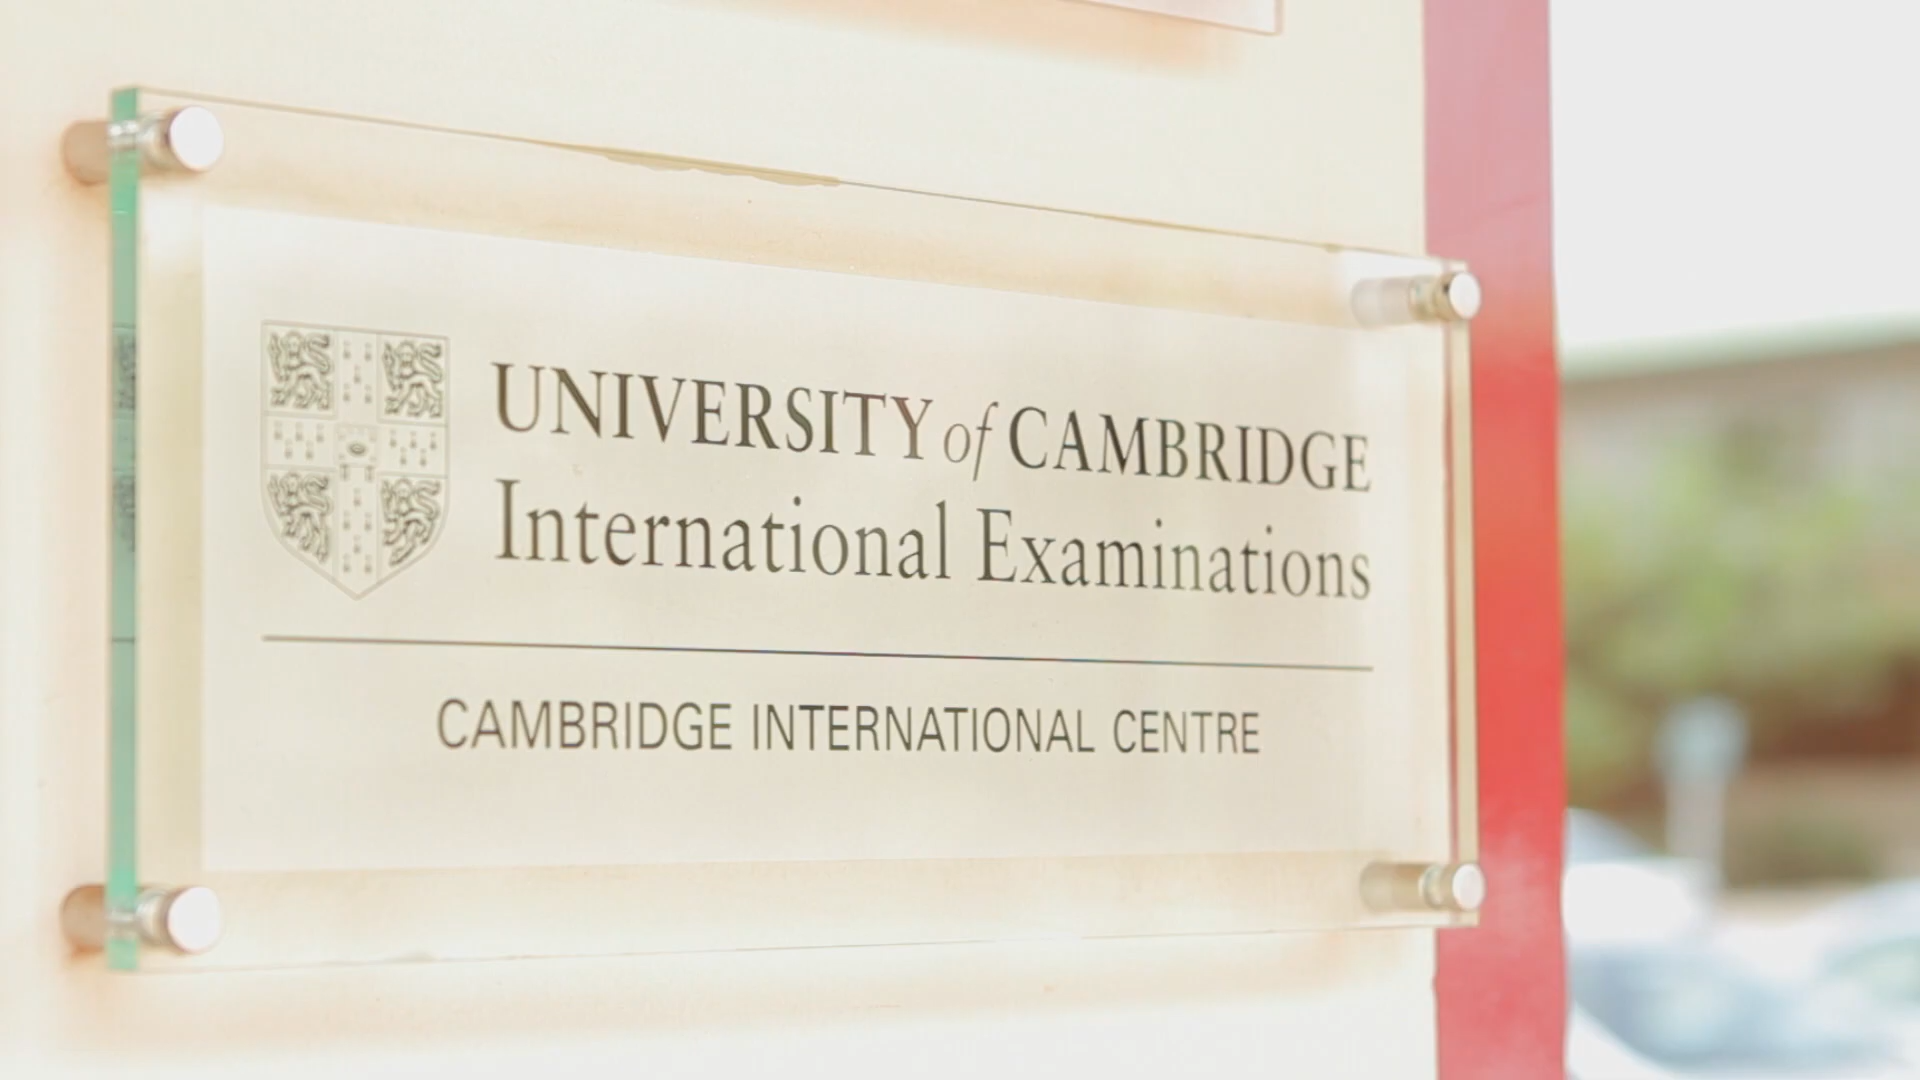 UNIVERSITY of CAMBRIDGE
International Examinations
CAMBRIDGE INTERNATIONAL CENTRE